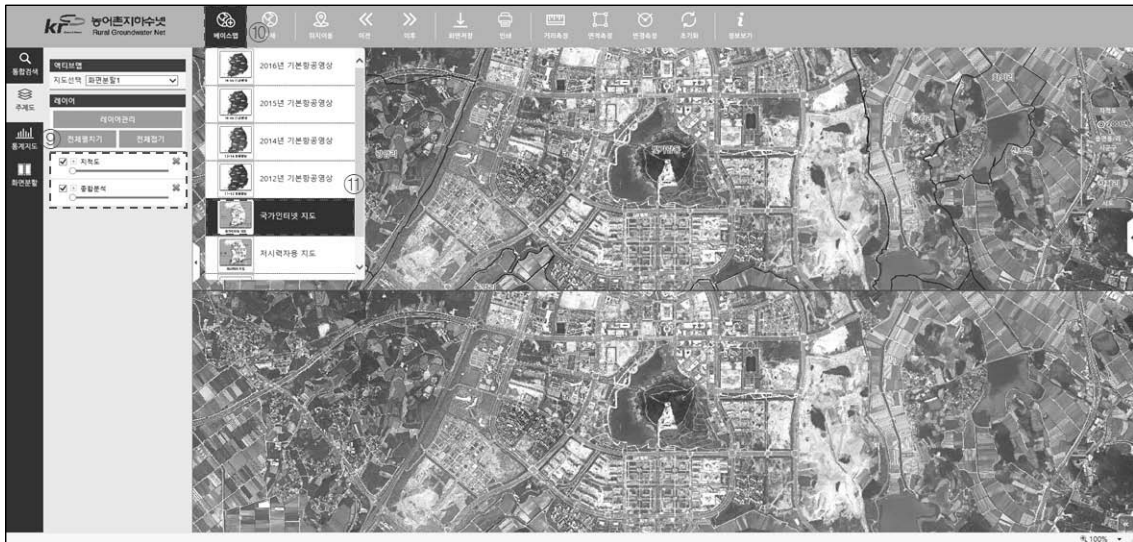 kr 농어촌지하수넷
Rural Groundwater Net
베이스맵
⑩
위치이동
이전
이후
화면저장
인쇄
거리측정
면적측정
반경측정
초기화
정보보기
통합검색
주제도
통계지도
화면분할
액티브맵
지도선택 화면분할1
레이어
레이어관리
⑨
전체펼치기 전체접기
지적도
종합분석
2016년 기본항공영상
2015년 기본항공영상
2014년 기본항공영상
2012년 기본항공영상
⑪
국가인터넷 지도
저시력자용 지도
100%